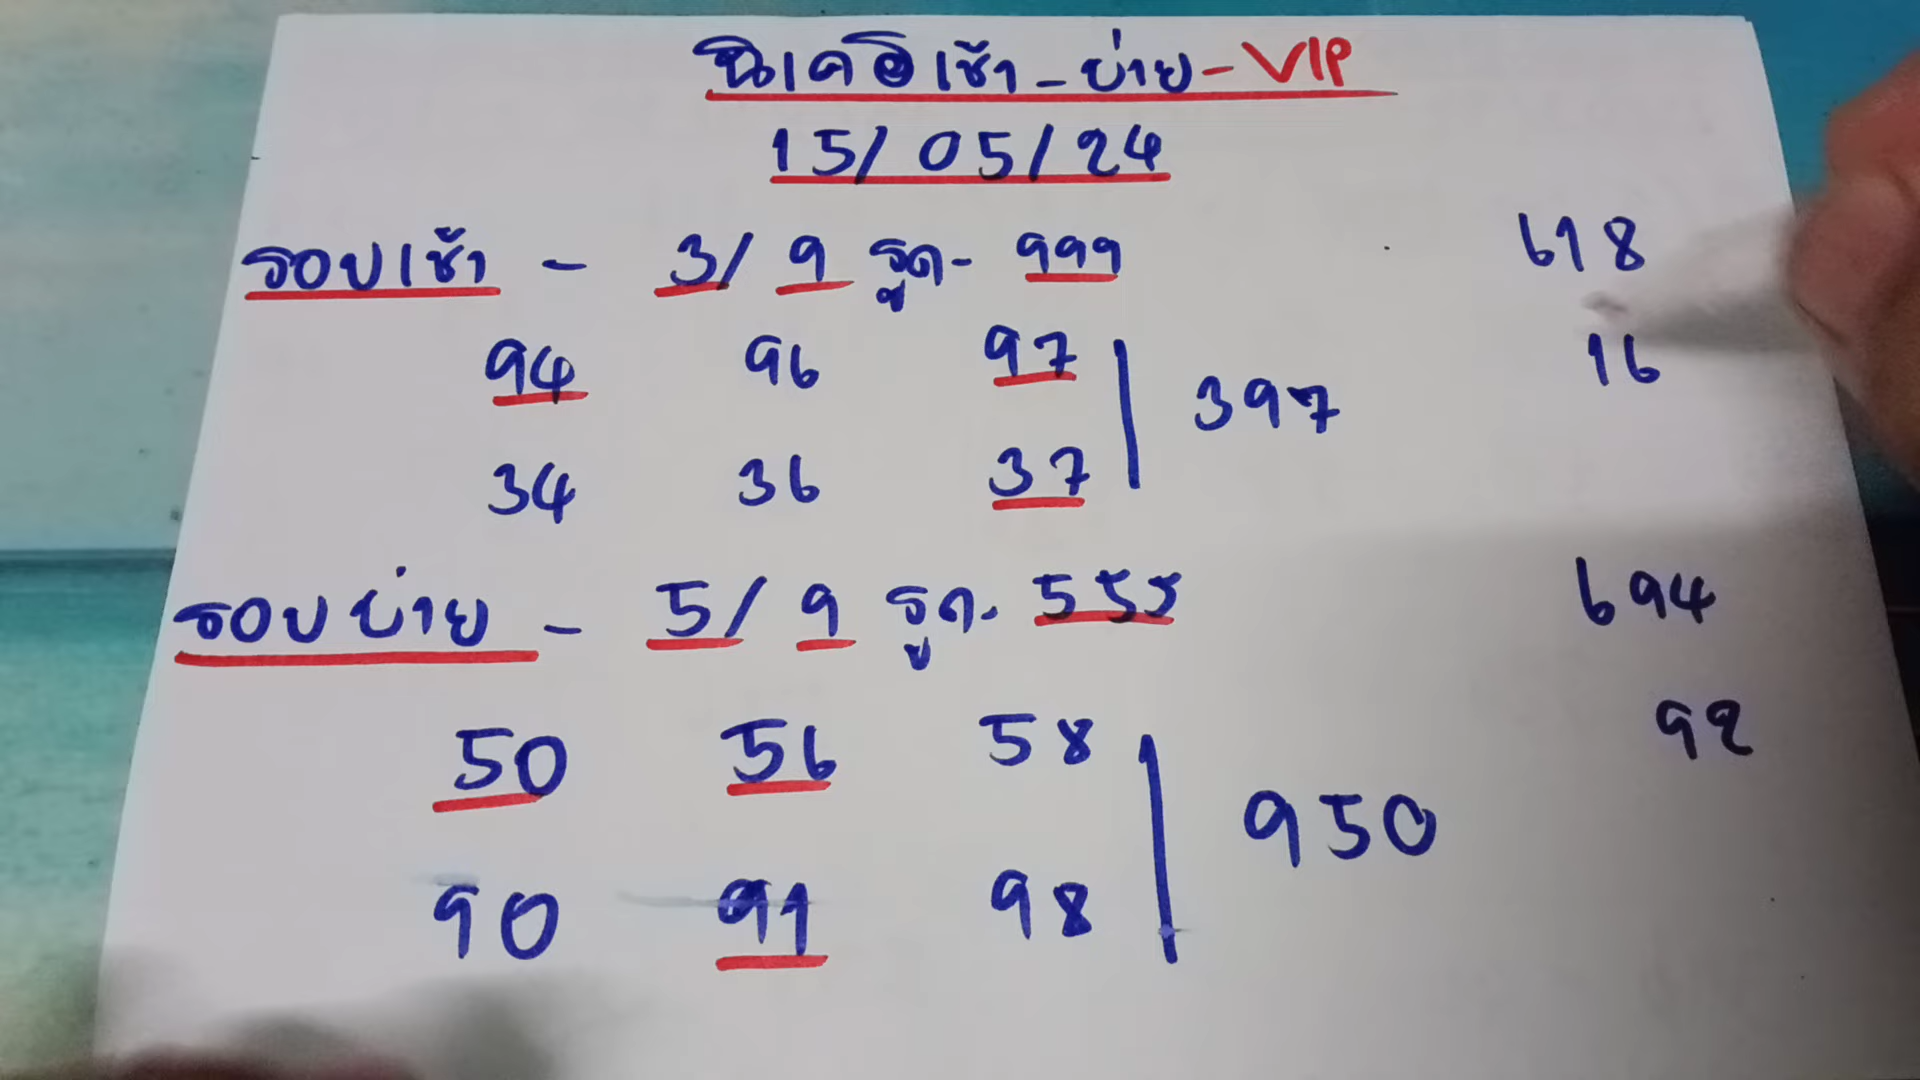 นิเคอิเช้า - บ่าย - VIP
15/05/24
รอบเช้า - 3/9 รูด - 999 618
94 96 97 16
397
34 36 37
รอบบ่าย - 5/9 รูด - 555 694
50 56 58 92
950
90 91 98